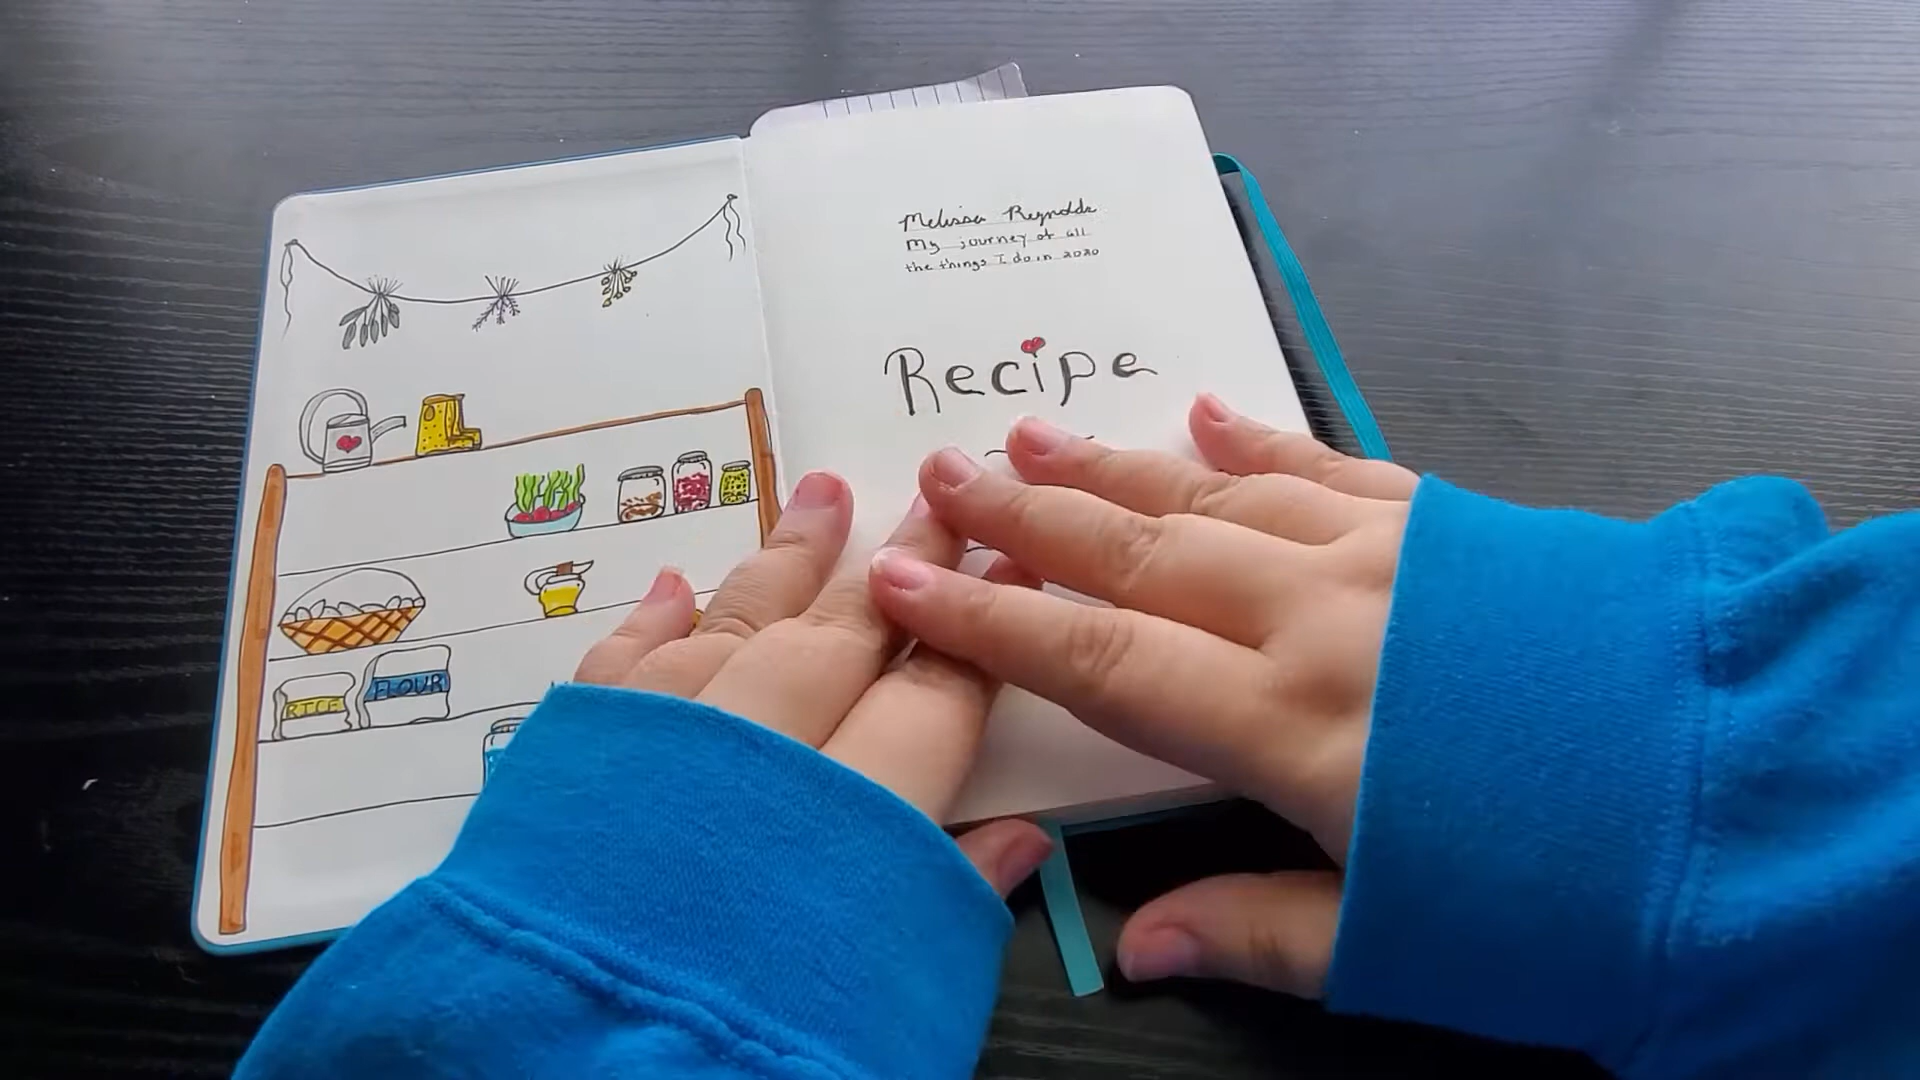 Melissa Reynolds
My journey of all
the things I do in 2020
Recipe
RICE
FLOUR